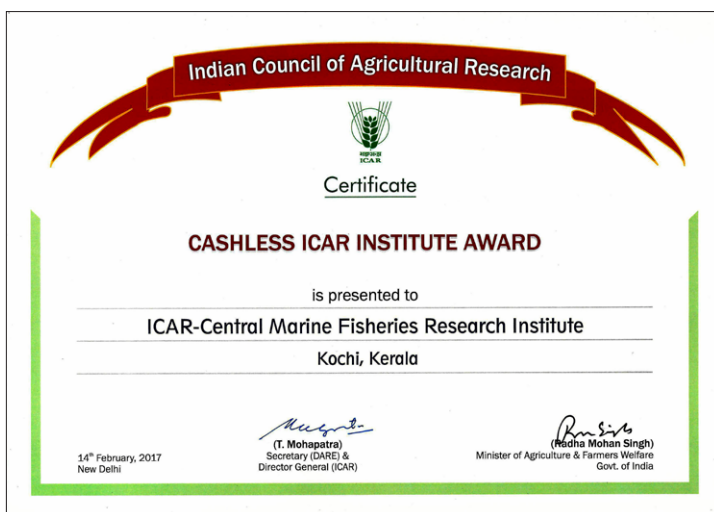 Indian Council of Agricultural Research
ICAR
Certificate
CASHLESS ICAR INSTITUTE AWARD
is presented to
ICAR-Central Marine Fisheries Research Institute
Kochi, Kerala
14th February, 2017
New Delhi
(T. Mohapatra)
Secretary (DARE) &
Director General (ICAR)
(Radha Mohan Singh)
Minister of Agriculture & Farmers Welfare
Govt. of India